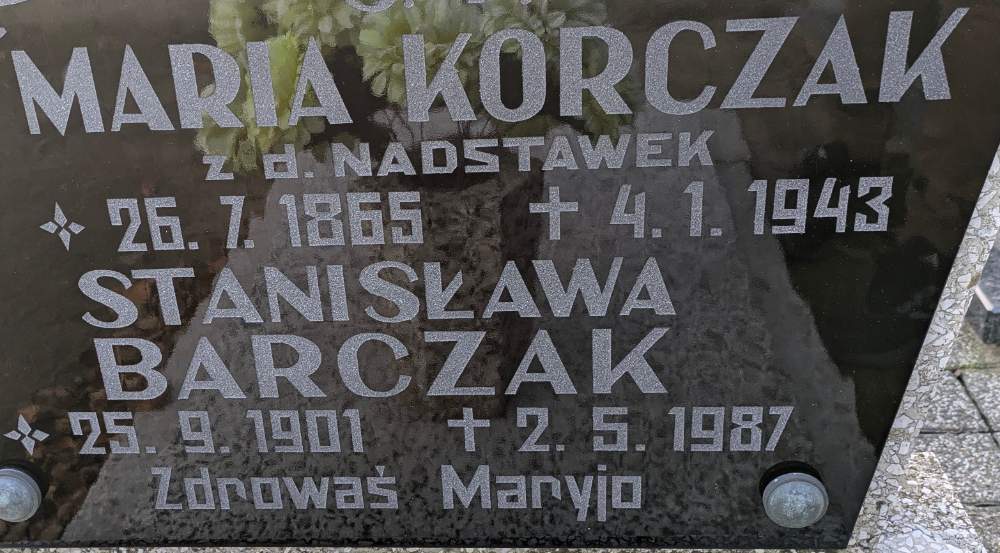 MARIA KORCZAK
z d. NADSTAWEK
26. 7. 1865 † 4. 1. 1943
STANISŁAWA
BARCZAK
25. 9. 1901 † 2. 5. 1987
Zdrowaś Maryjo